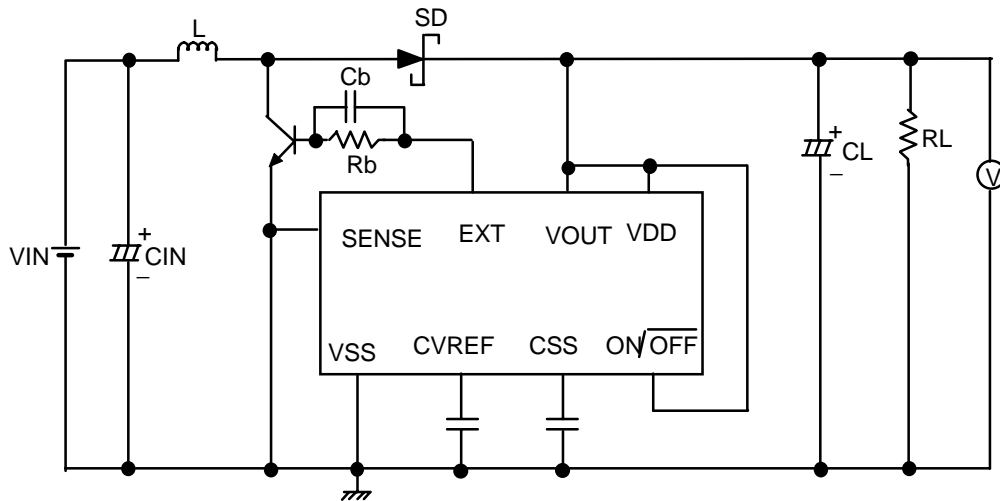 SD
L
Cb
Rb
+
CL
−
RL
V
SENSE
EXT
VOUT
VDD
VIN
+
CIN
−
VSS
CVREF
CSS
ON/OFF